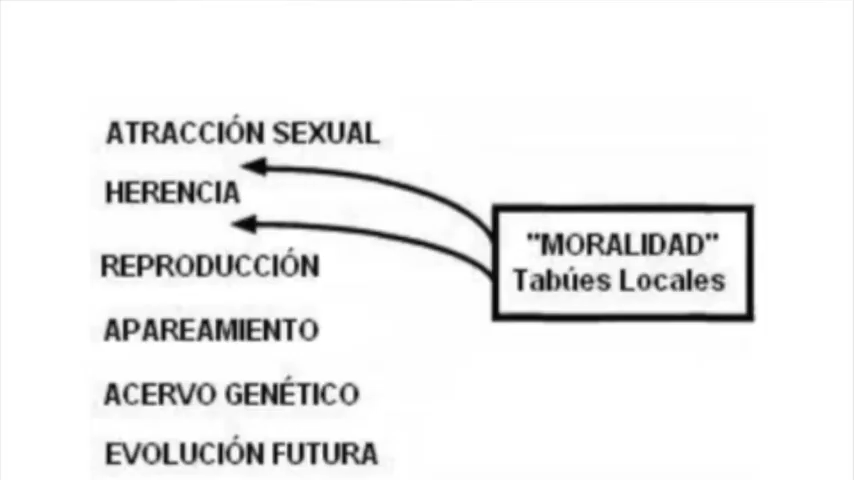 ATRACCIÓN SEXUAL
HERENCIA
REPRODUCCIÓN
APAREAMIENTO
ACERVO GENÉTICO
EVOLUCIÓN FUTURA
"MORALIDAD"
Tabúes Locales